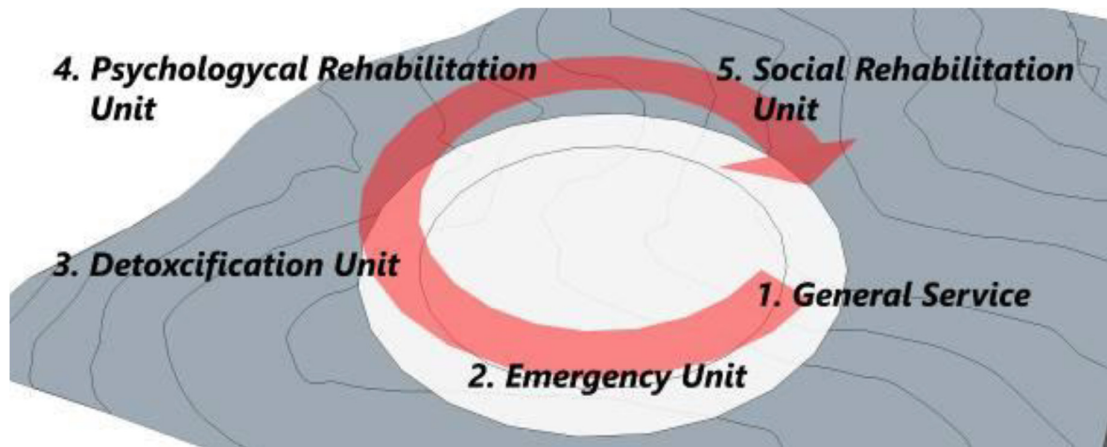 4. Psychologycal Rehabilitation
Unit
5. Social Rehabilitation
Unit
3. Detoxcification Unit
1. General Service
2. Emergency Unit